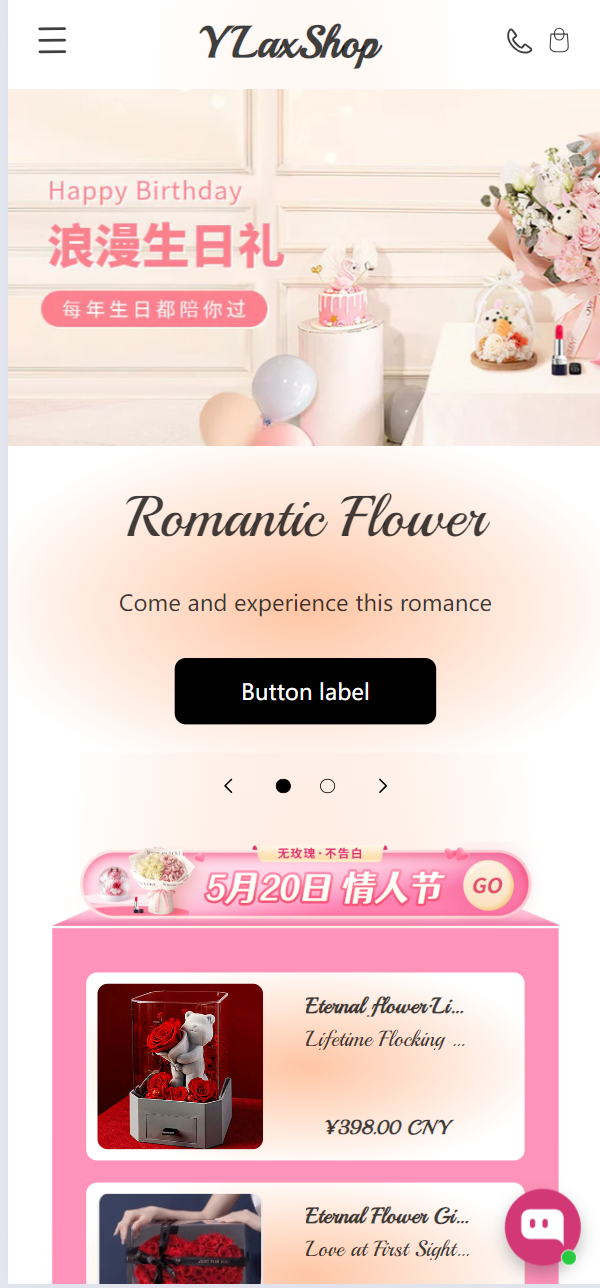 YLaxShop
Happy Birthday
浪漫生日礼
每年生日都陪你过
Romantic Flower
Come and experience this romance
Button label
无玫瑰·不告白
5月20日 情人节
GO
Eternal flower·Li...
Lifetime Flocking ...
¥398.00 CNY
Eternal Flower Gi...
Love at First Sight...